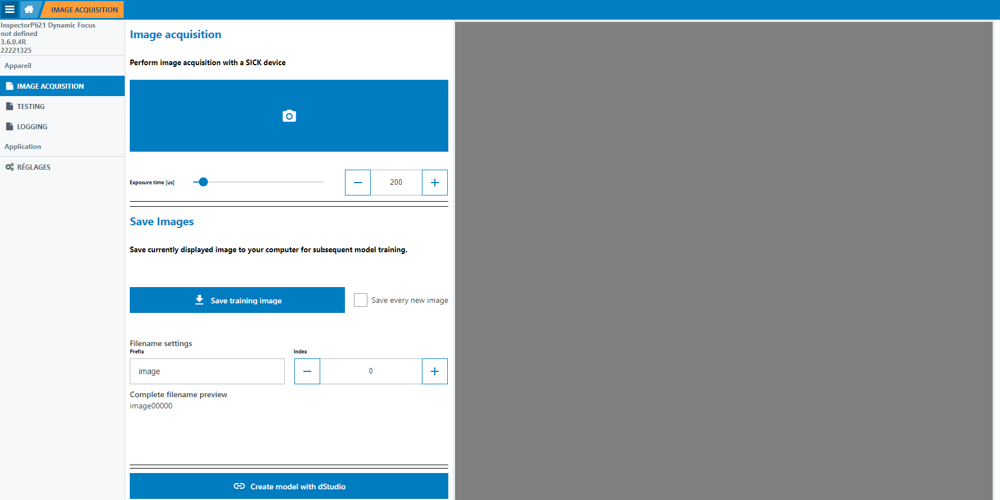 IMAGE ACQUISITION
InspectorP621 Dynamic Focus
not defined
3.6.0.4R
22221325
Appareil
IMAGE ACQUISITION
TESTING
LOGGING
Application
RÉGLAGES
Image acquisition
Perform image acquisition with a SICK device
Exposure time [us]
200
Save Images
Save currently displayed image to your computer for subsequent model training.
Save training image
Save every new image
Filename settings
Prefix
Index
image
0
Complete filename preview
image00000
Create model with dStudio